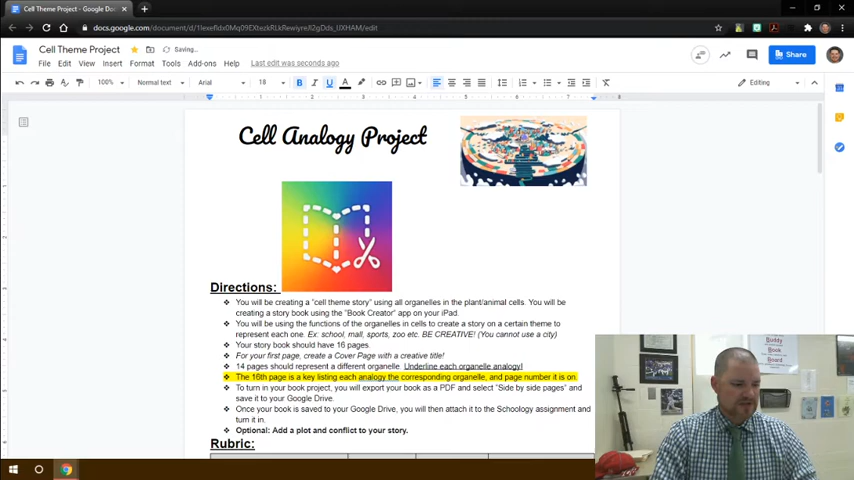 Cell Theme Project - Google Doc
docs.google.com/document/d/
/edit
Cell Theme Project
Saving...
File Edit View Insert Format Tools Add-ons Help Last edit was seconds ago
Share
100% Normal text Arial 18 B I U A Editing
1 2 3 4 5 6 7 8
Cell Analogy Project
Directions:
❖ You will be creating a "cell theme story" using all organelles in the plant/animal cells. You will be
creating a story book using the "Book Creator" app on your iPad.
❖ You will be using the functions of the organelles in cells to create a story on a certain theme to
represent each one. Ex: school, mall, sports, zoo etc. BE CREATIVE! (You cannot use a city)
❖ Your story book should have 16 pages.
❖ For your first page, create a Cover Page with a creative title!
❖ 14 pages should represent a different organelle. Underline each organelle analogy!
❖ The 16th page is a key listing each analogy the corresponding organelle, and page number it is on.
❖ To turn in your book project, you will export your book as a PDF and select "Side by side pages" and
save it to your Google Drive.
❖ Once your book is saved to your Google Drive, you will then attach it to the Schoology assignment and
turn it in.
❖ Optional: Add a plot and conflict to your story.
Rubric:
Buddy
Book
Board